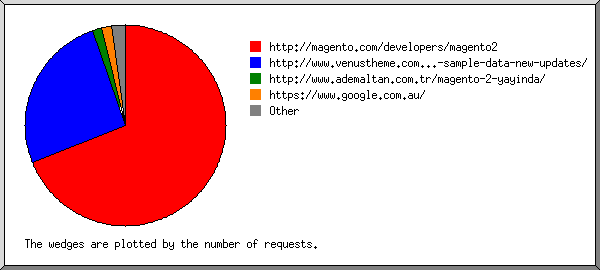 http://magento.com/developers/magento2
http://www.venustheme.com...-sample-data-new-updates/
http://www.ademaltan.com.tr/magento-2-yayinda/
https://www.google.com.au/
Other
The wedges are plotted by the number of requests.